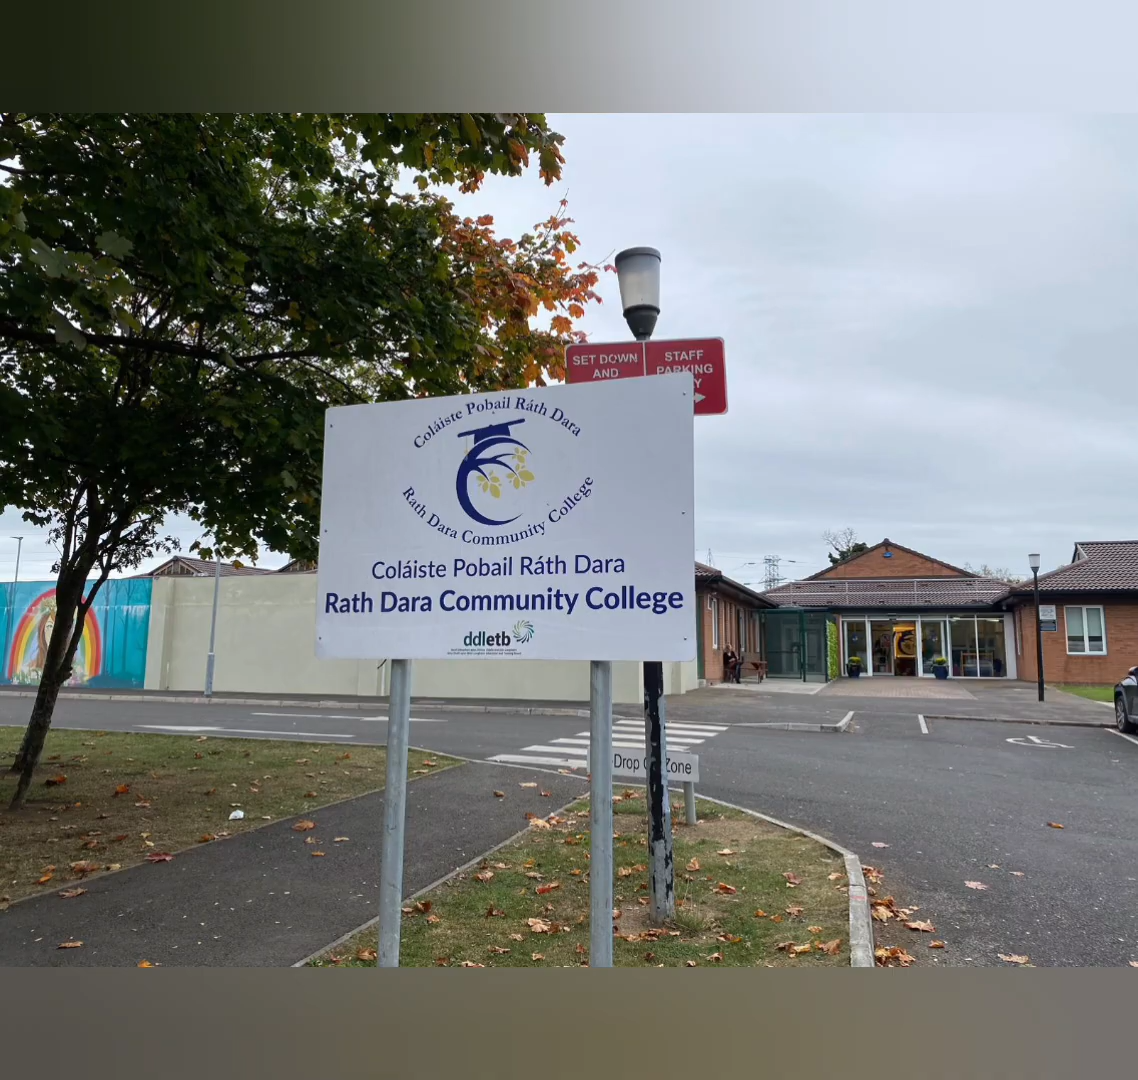 SET DOWN
AND
STAFF
PARKING
Coláiste Pobail Ráth Dara
Rath Dara Community College
Coláiste Pobail Ráth Dara
Rath Dara Community College
ddletb
Drop Zone